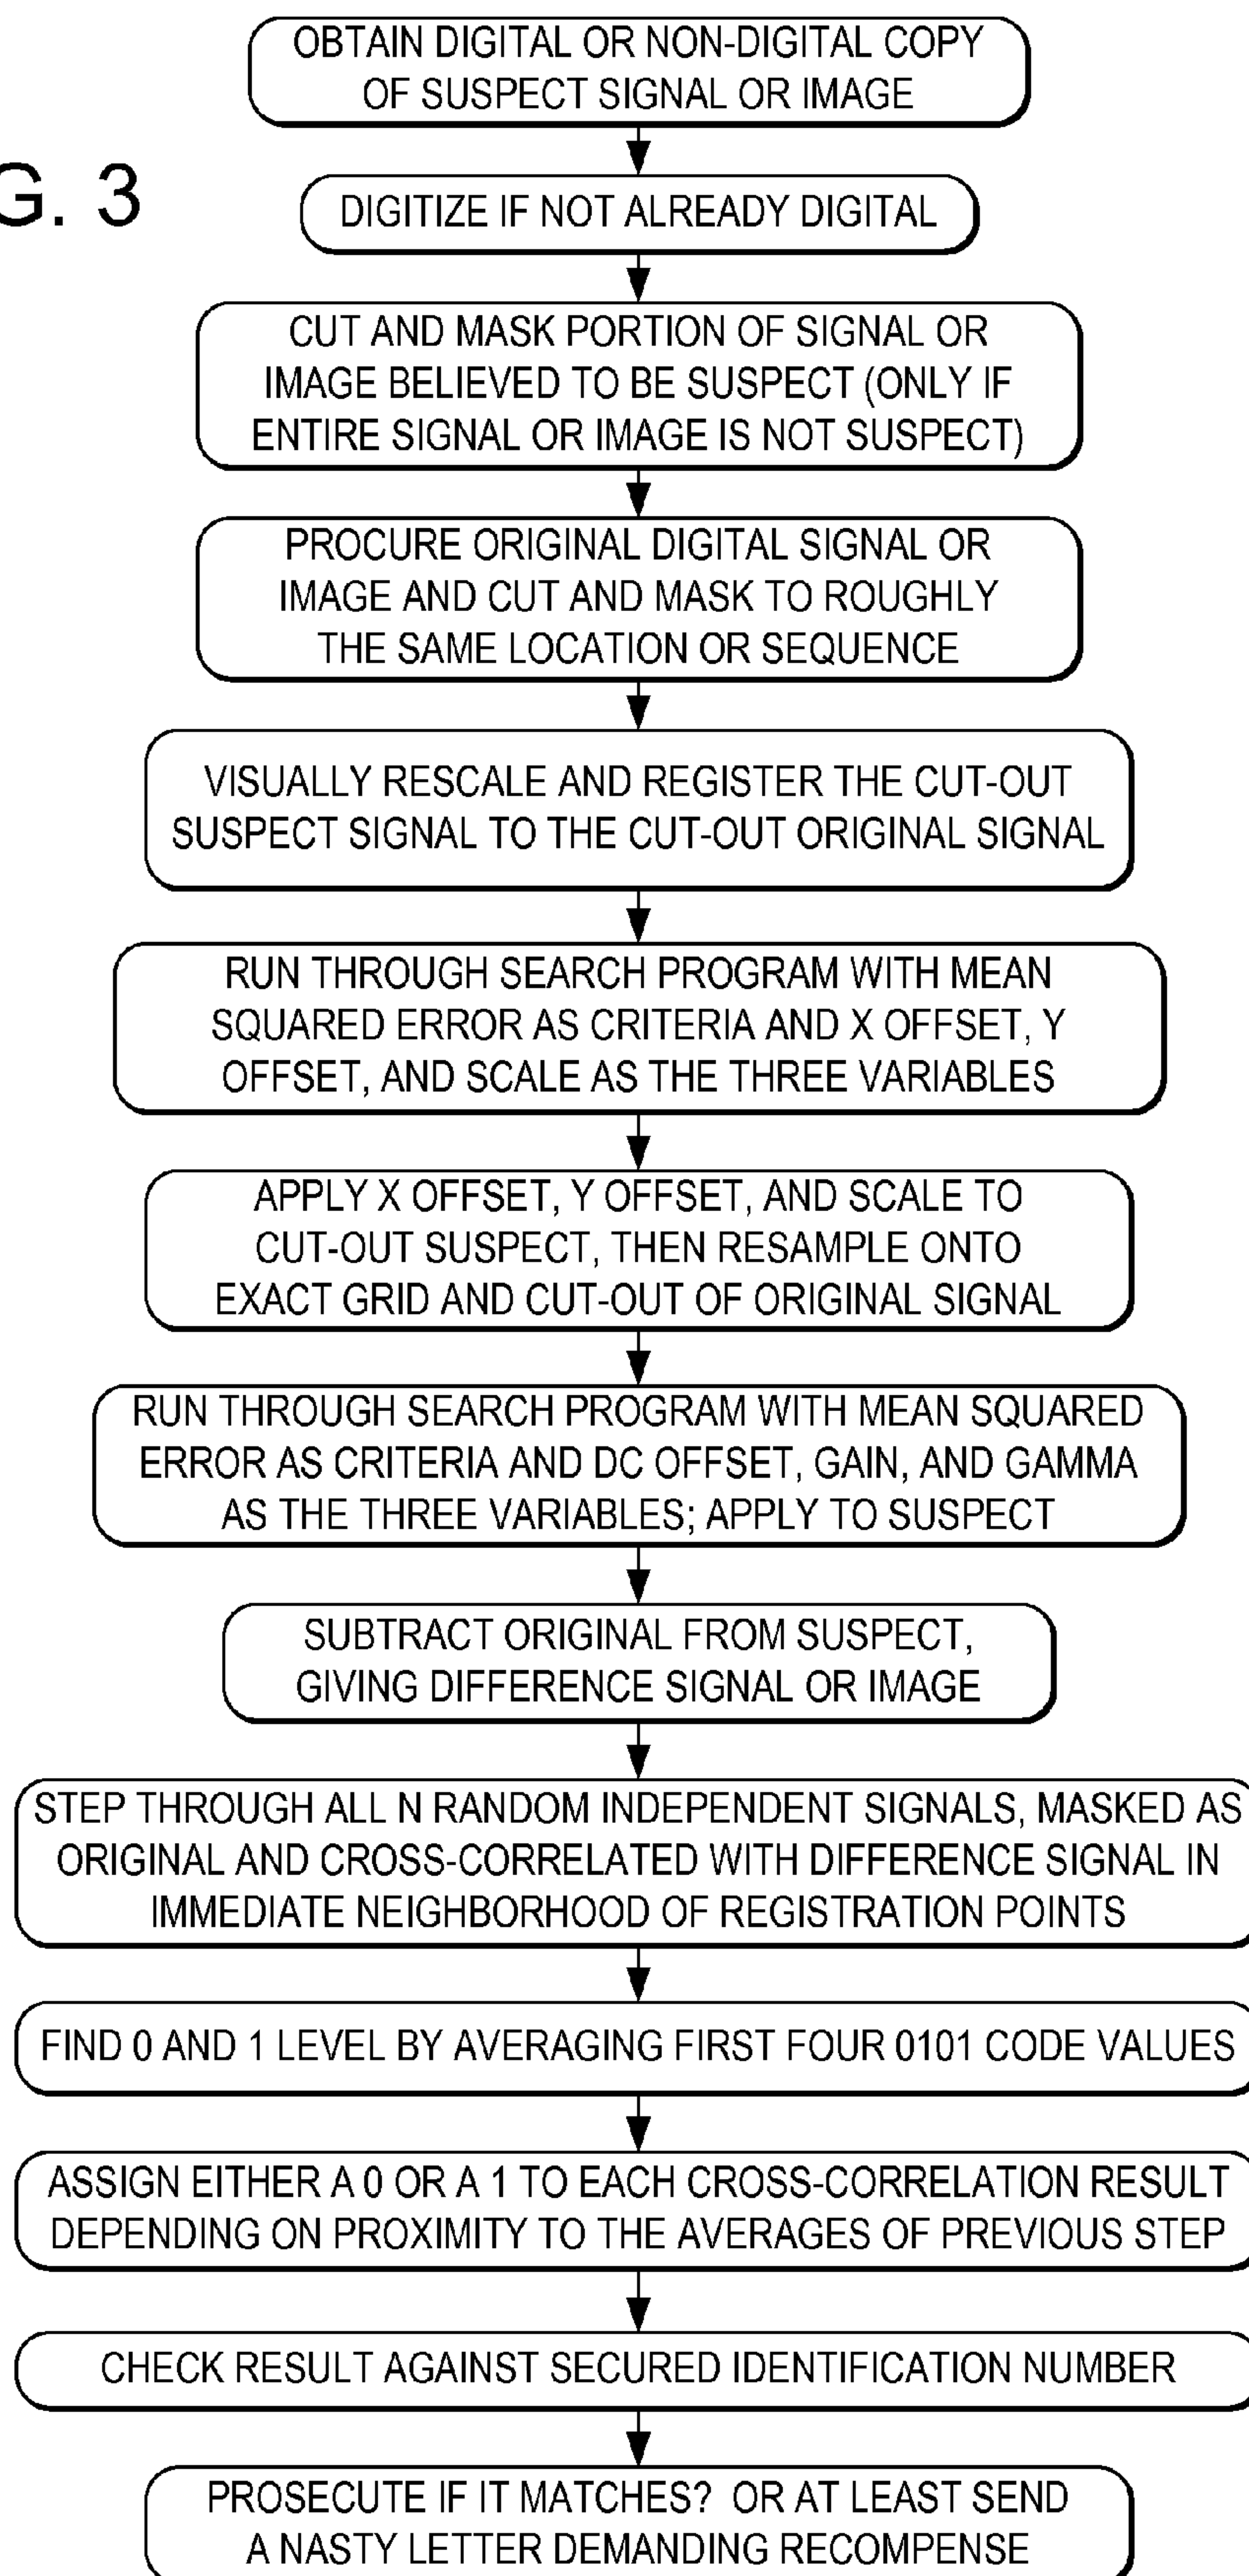 OBTAIN DIGITAL OR NON-DIGITAL COPY
OF SUSPECT SIGNAL OR IMAGE
G. 3
DIGITIZE IF NOT ALREADY DIGITAL
CUT AND MASK PORTION OF SIGNAL OR
IMAGE BELIEVED TO BE SUSPECT (ONLY IF
ENTIRE SIGNAL OR IMAGE IS NOT SUSPECT)
PROCURE ORIGINAL DIGITAL SIGNAL OR
IMAGE AND CUT AND MASK TO ROUGHLY
THE SAME LOCATION OR SEQUENCE
VISUALLY RESCALE AND REGISTER THE CUT-OUT
SUSPECT SIGNAL TO THE CUT-OUT ORIGINAL SIGNAL
RUN THROUGH SEARCH PROGRAM WITH MEAN
SQUARED ERROR AS CRITERIA AND X OFFSET, Y
OFFSET, AND SCALE AS THE THREE VARIABLES
APPLY X OFFSET, Y OFFSET, AND SCALE TO
CUT-OUT SUSPECT, THEN RESAMPLE ONTO
EXACT GRID AND CUT-OUT OF ORIGINAL SIGNAL
RUN THROUGH SEARCH PROGRAM WITH MEAN SQUARED
ERROR AS CRITERIA AND DC OFFSET, GAIN, AND GAMMA
AS THE THREE VARIABLES; APPLY TO SUSPECT
SUBTRACT ORIGINAL FROM SUSPECT,
GIVING DIFFERENCE SIGNAL OR IMAGE
STEP THROUGH ALL N RANDOM INDEPENDENT SIGNALS, MASKED AS
ORIGINAL AND CROSS-CORRELATED WITH DIFFERENCE SIGNAL IN
IMMEDIATE NEIGHBORHOOD OF REGISTRATION POINTS
FIND 0 AND 1 LEVEL BY AVERAGING FIRST FOUR 0101 CODE VALUES
ASSIGN EITHER A 0 OR A 1 TO EACH CROSS-CORRELATION RESULT
DEPENDING ON PROXIMITY TO THE AVERAGES OF PREVIOUS STEP
CHECK RESULT AGAINST SECURED IDENTIFICATION NUMBER
PROSECUTE IF IT MATCHES? OR AT LEAST SEND
A NASTY LETTER DEMANDING RECOMPENSE